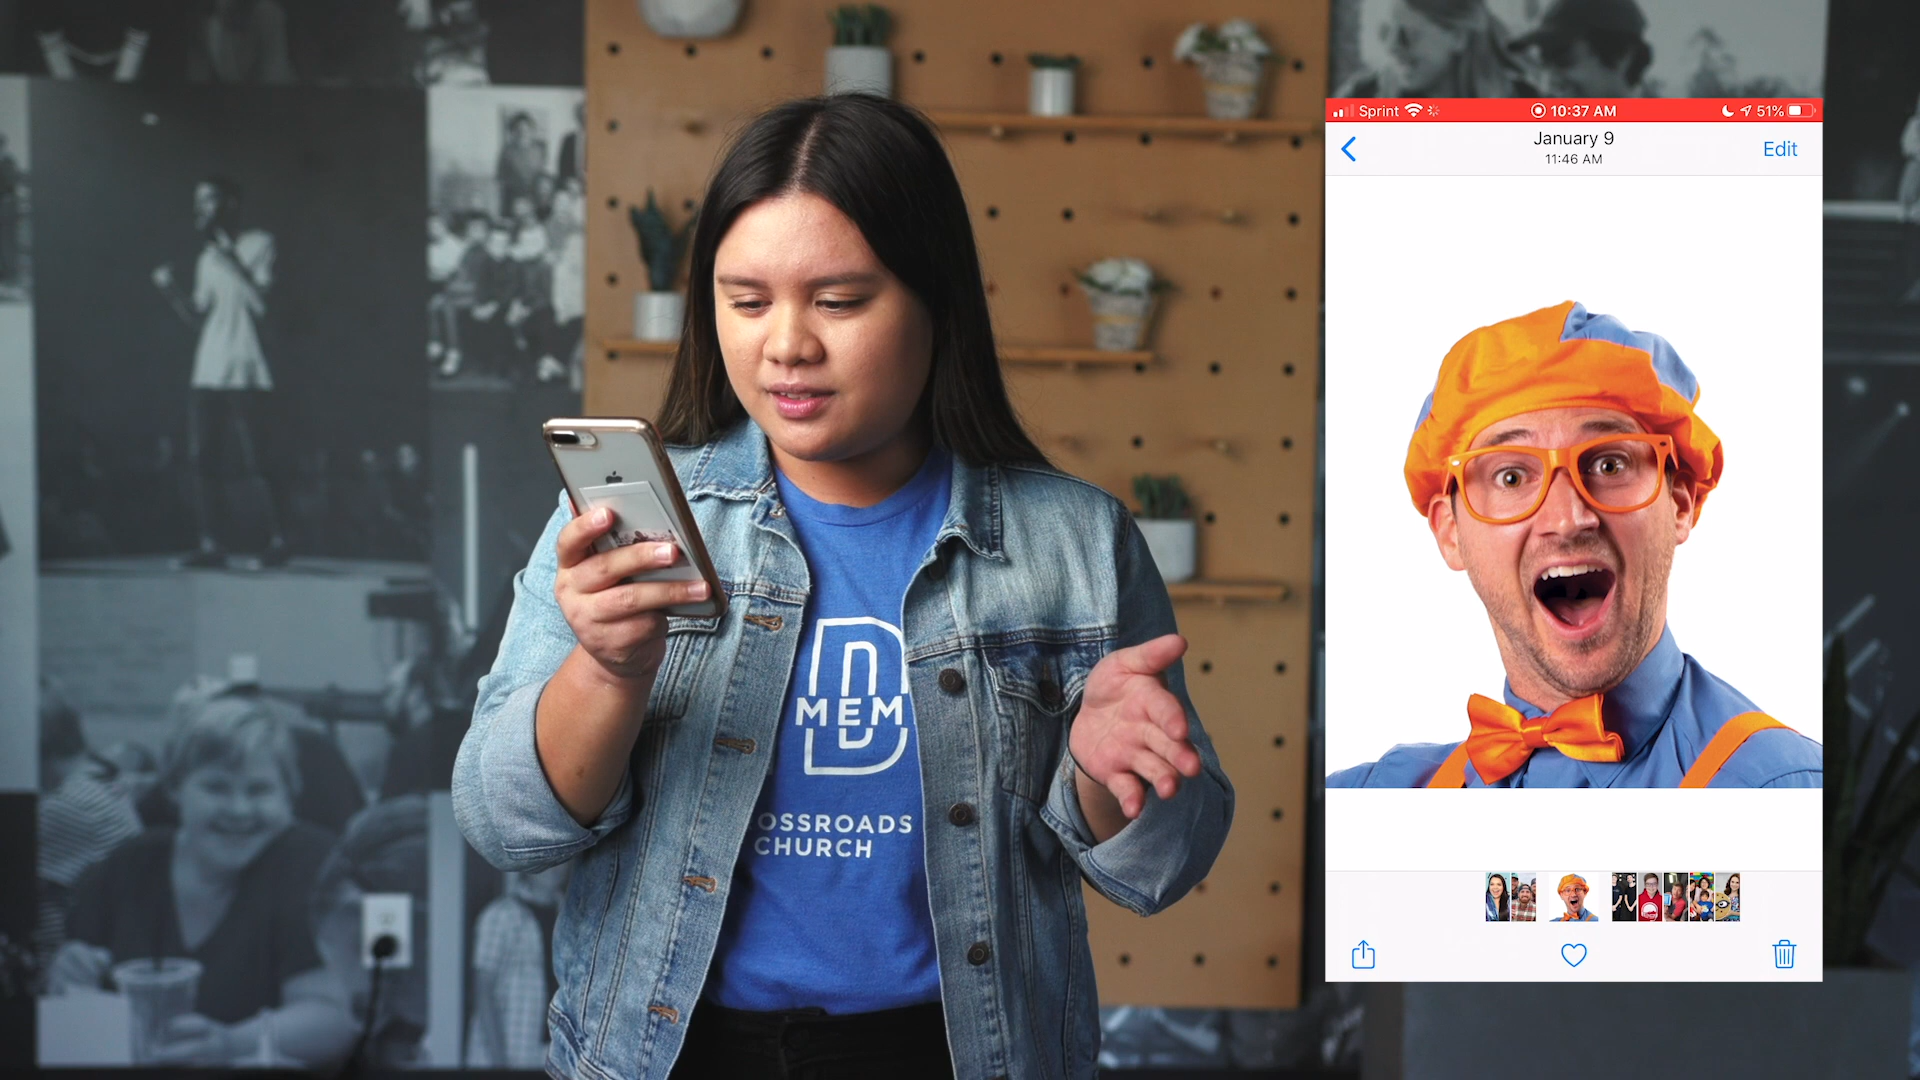 Sprint 10:37 AM 51%
January 9
11:46 AM
Edit
D
MEM
OSSROADS
CHURCH